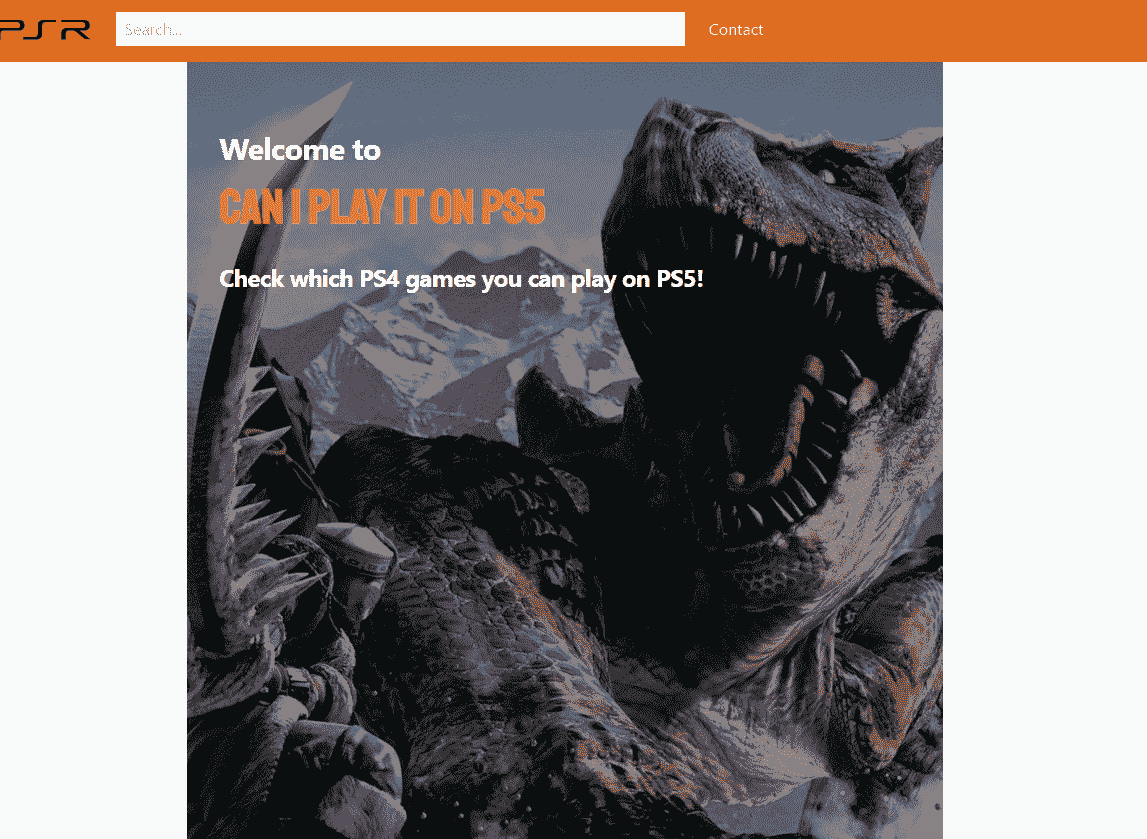 PSR
Search...
Contact
Welcome to
CAN I PLAY IT ON PS5
Check which PS4 games you can play on PS5!